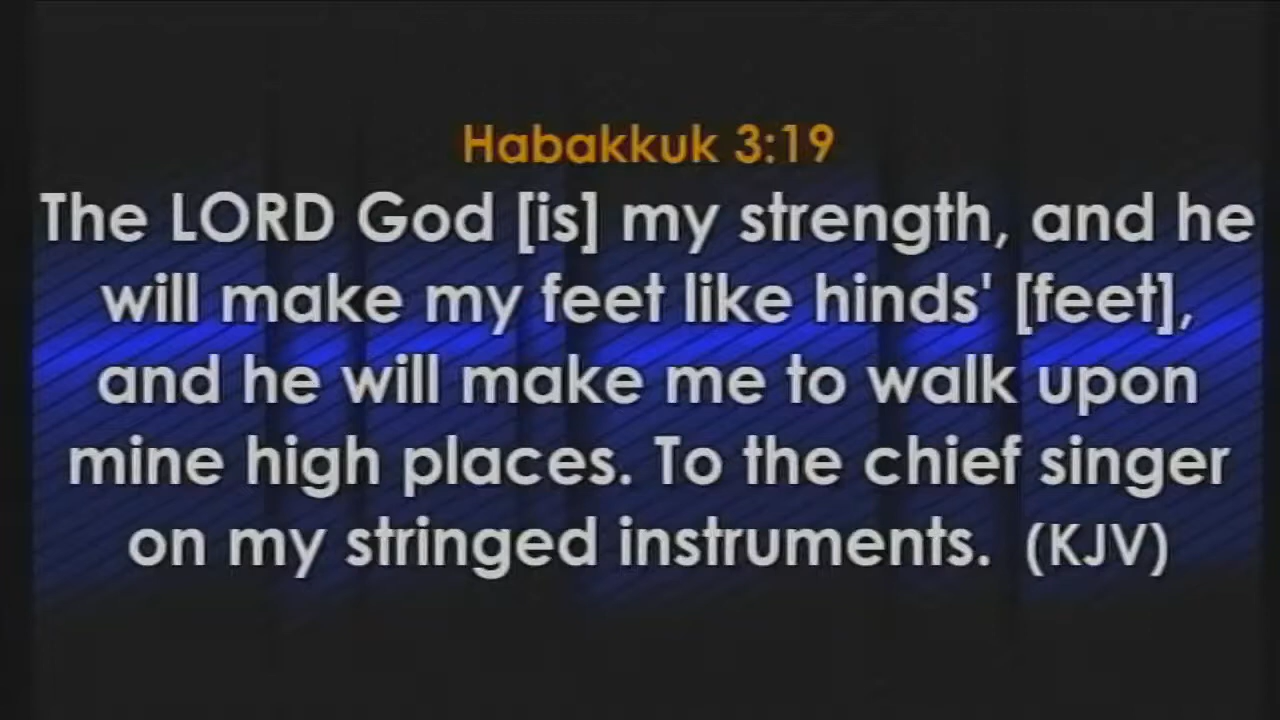 Habakkuk 3:19
The LORD God [is] my strength, and he
will make my feet like hinds' [feet],
and he will make me to walk upon
mine high places. To the chief singer
on my stringed instruments. (KJV)